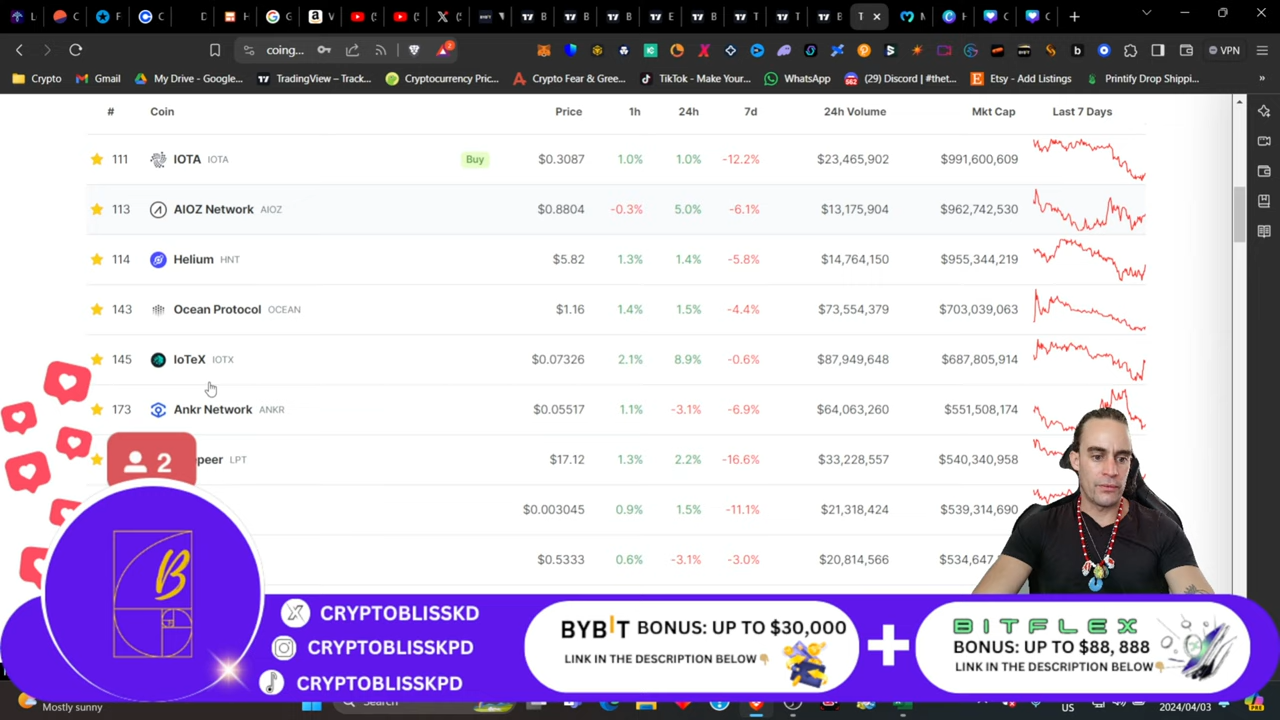 coing...
2
VPN
Crypto
Gmail
My Drive - Google...
TradingView – Track...
Cryptocurrency Pric...
Crypto Fear & Gree...
TikTok - Make Your...
WhatsApp
(29) Discord | #thet...
Etsy - Add Listings
Printify Drop Shippi...
# Coin Price 1h 24h 7d 24h Volume Mkt Cap Last 7 Days
111 IOTA IOTA Buy $0.3087 1.0% 1.0% -12.2% $23,465,902 $991,600,609
113 AIOZ Network AIOZ $0.8804 -0.3% 5.0% -6.1% $13,175,904 $962,742,530
114 Helium HNT $5.82 1.3% 1.4% -5.8% $14,764,150 $955,344,219
143 Ocean Protocol OCEAN $1.16 1.4% 1.5% -4.4% $73,554,379 $703,039,063
145 IoTeX IOTX $0.07326 2.1% 8.9% -0.6% $87,949,648 $687,805,914
173 Ankr Network ANKR $0.05517 1.1% -3.1% -6.9% $64,063,260 $551,508,174
peer LPT $17.12 1.3% 2.2% -16.6% $33,228,557 $540,340,958
$0.003045 0.9% 1.5% -11.1% $21,318,424 $539,314,690
$0.5333 0.6% -3.1% -3.0% $20,814,566 $534,647
2
B
CRYPTOBLISSKD
CRYPTOBLISSKPD
CRYPTOBLISSKPD
BYBIT BONUS: UP TO $30,000
LINK IN THE DESCRIPTION BELOW
BITFLEX
BONUS: UP TO $88, 888
LINK IN THE DESCRIPTION BELOW
Mostly sunny
Search
US
2024/04/03